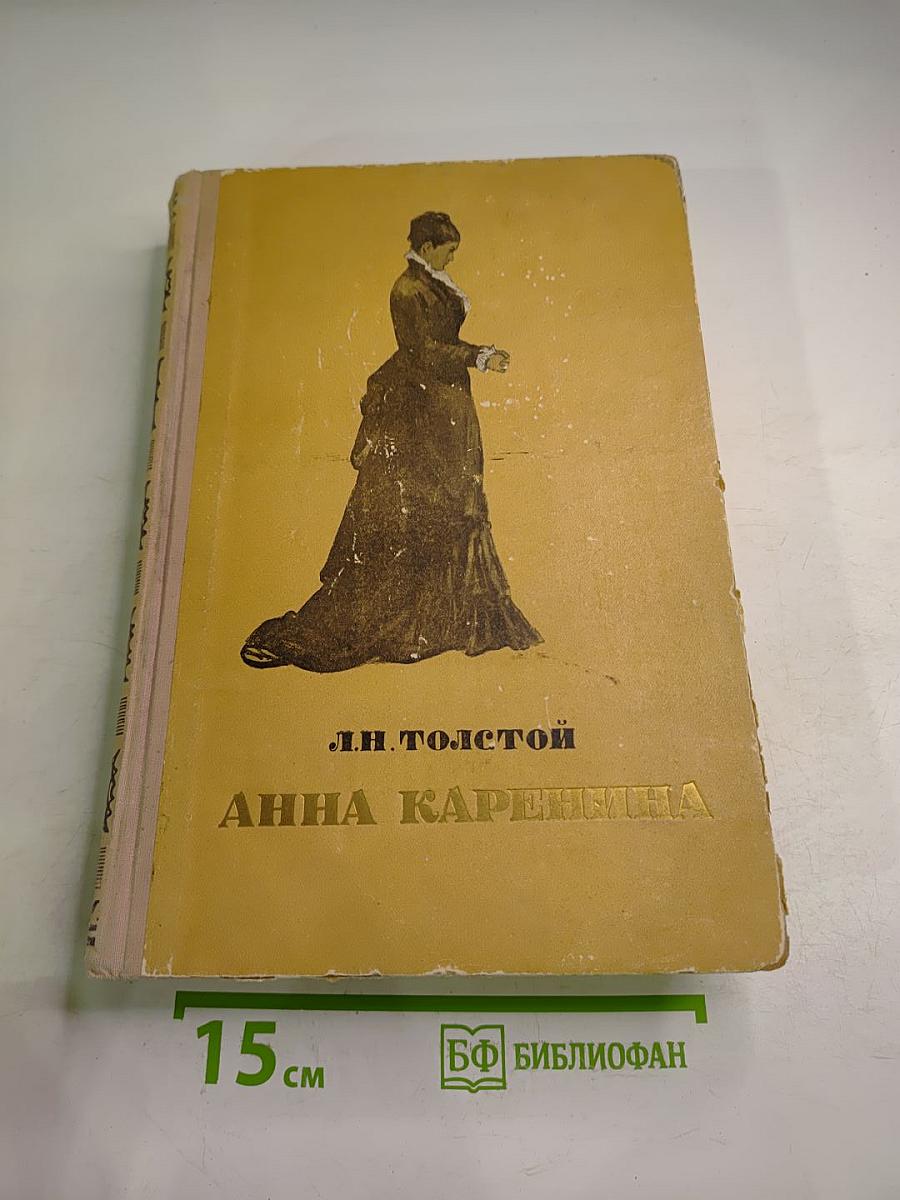 Л.Н. ТОЛСТОЙ
АННА КАРЕНИНА
15 см
БФ БИБЛИОФАН